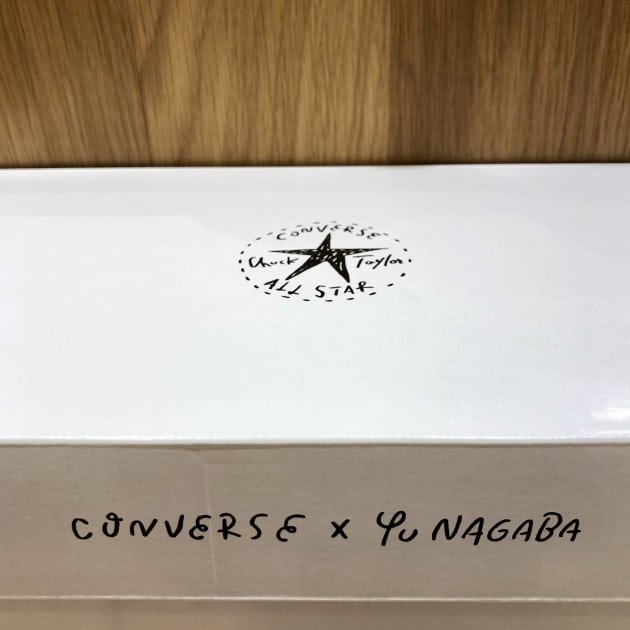 CONVERSE
Chuck Taylor
ALL STAR
CONVERSE x YU NAGABA